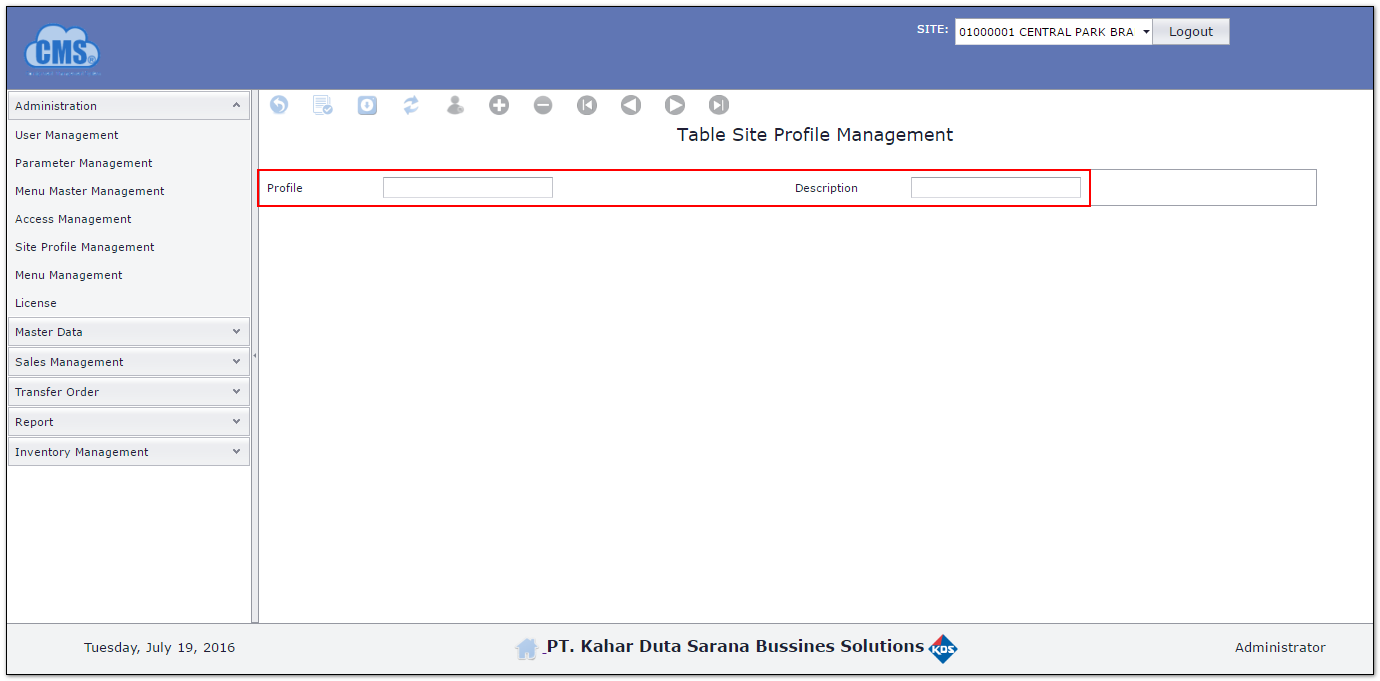 CMS®
SITE:
01000001 CENTRAL PARK BRA
Logout
Administration
User Management
Parameter Management
Menu Master Management
Access Management
Site Profile Management
Menu Management
License
Master Data
Sales Management
Transfer Order
Report
Inventory Management
Table Site Profile Management
Profile
Description
Tuesday, July 19, 2016
PT. Kahar Duta Sarana Bussines Solutions
KDS
Administrator